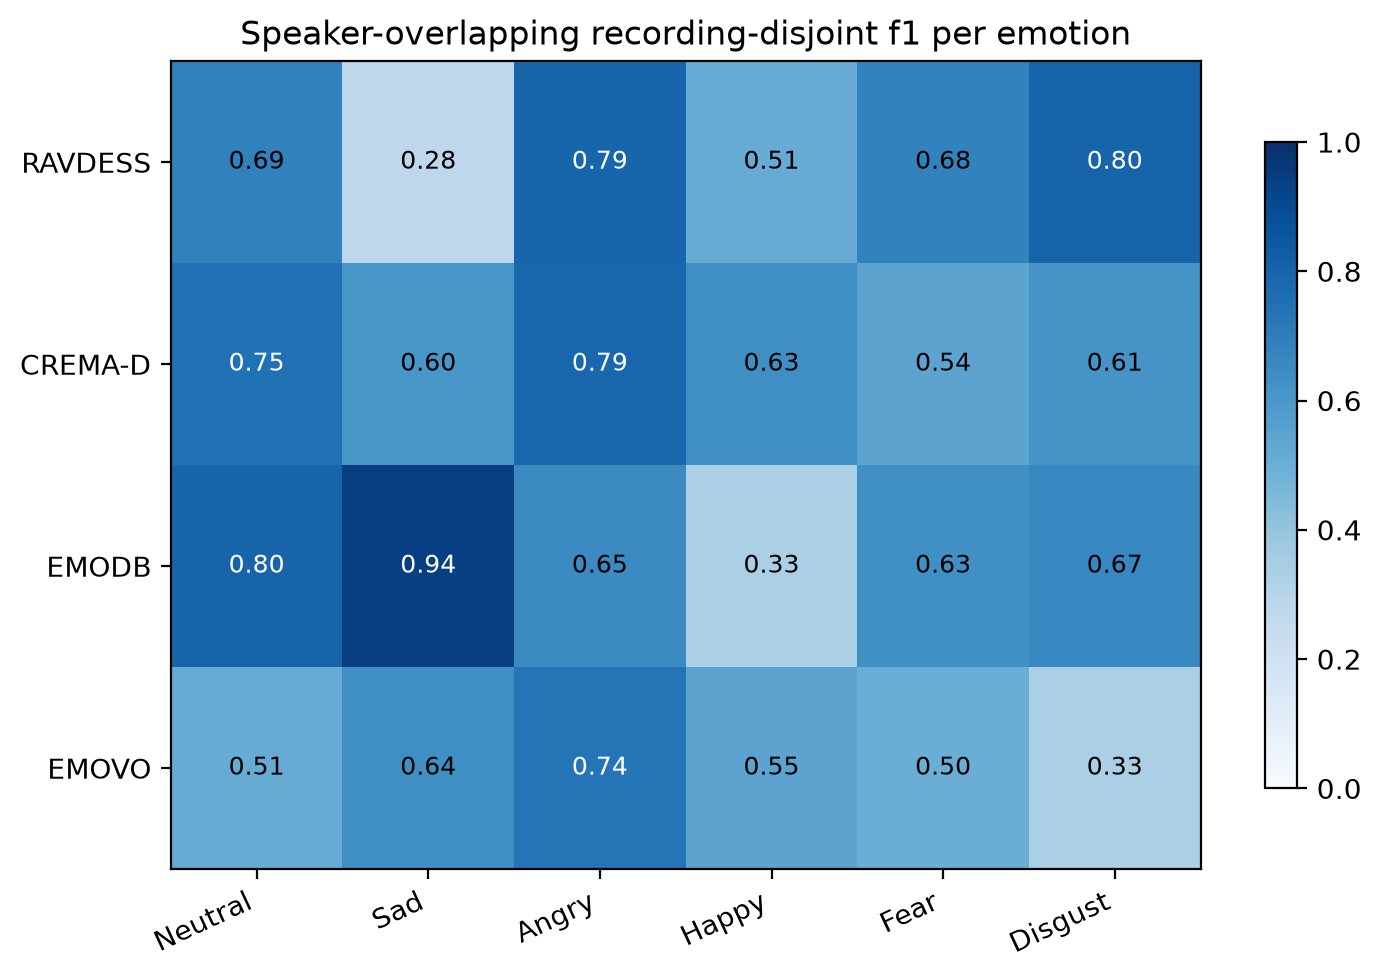 Speaker-overlapping recording-disjoint f1 per emotion
RAVDESS 0.69 0.28 0.79 0.51 0.68 0.80
CREMA-D 0.75 0.60 0.79 0.63 0.54 0.61
EMODB 0.80 0.94 0.65 0.33 0.63 0.67
EMOVO 0.51 0.64 0.74 0.55 0.50 0.33
Neutral Sad Angry Happy Fear Disgust
1.0
0.8
0.6
0.4
0.2
0.0